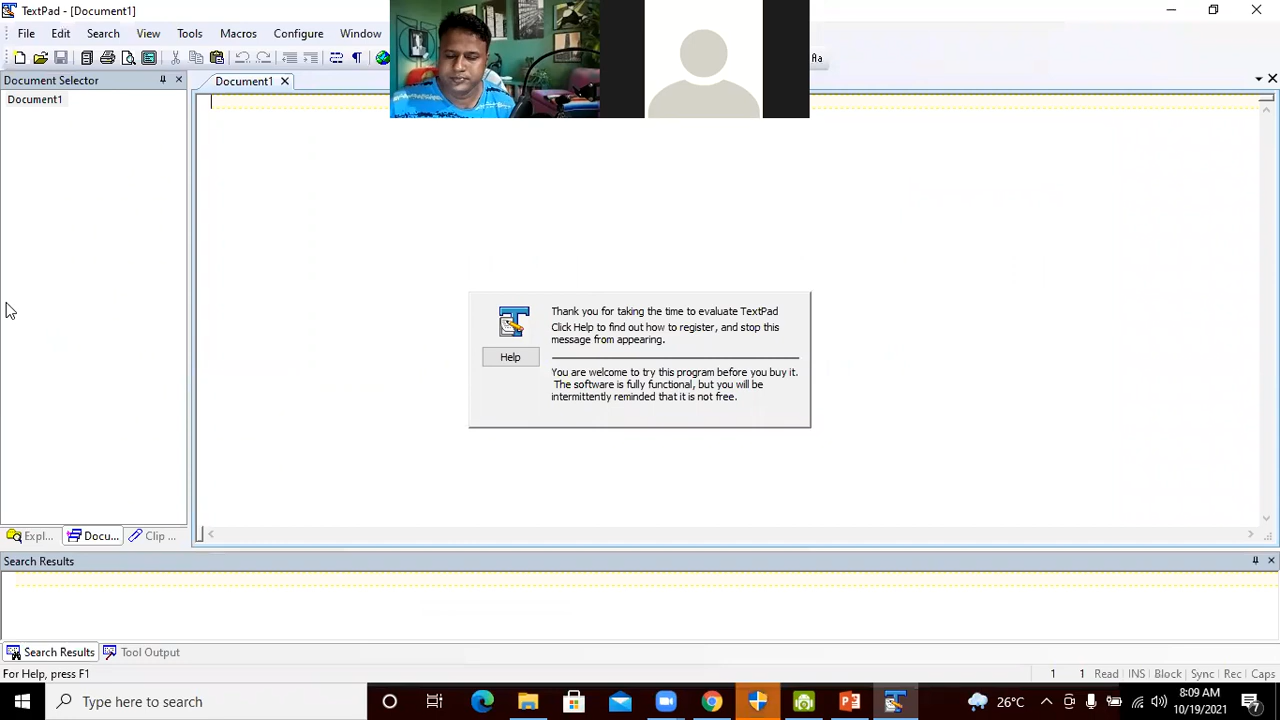 TextPad - [Document1]
File Edit Search View Tools Macros Configure Window
Document Selector
Document1
Document1
Thank you for taking the time to evaluate TextPad
Click Help to find out how to register, and stop this
message from appearing.
Help
You are welcome to try this program before you buy it.
The software is fully functional, but you will be
intermittently reminded that it is not free.
Expl... Docu... Clip ...
Search Results
Search Results Tool Output
For Help, press F1
1 1 Read INS Block Sync Rec Caps
Type here to search
26°C
8:09 AM
10/19/2021
7